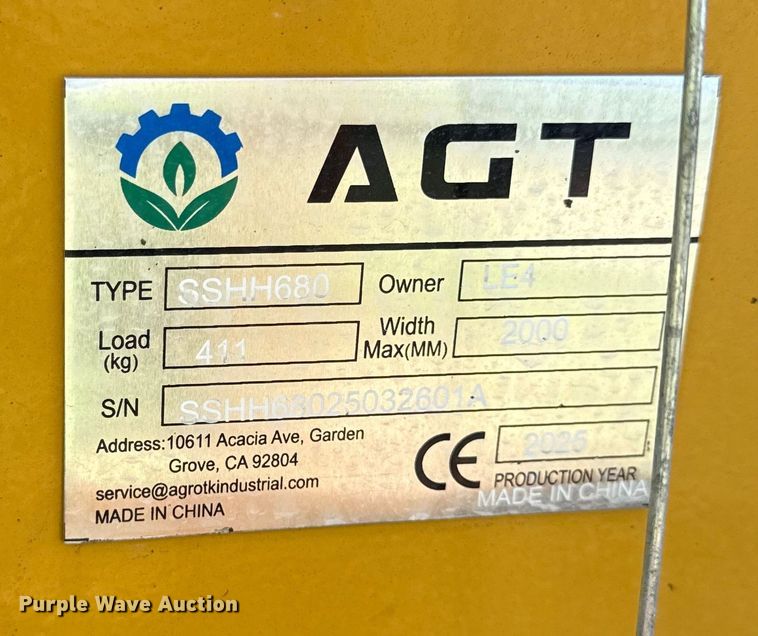 AGT
TYPE SSHH680 Owner LE4
Load (kg) 411 Width Max(MM) 2000
S/N SSHH68025032601A
Address:10611 Acacia Ave, Garden
Grove, CA 92804
service@agrotkindustrial.com
MADE IN CHINA
CE 2025
PRODUCTION YEAR
MADE IN CHINA
Purple Wave Auction